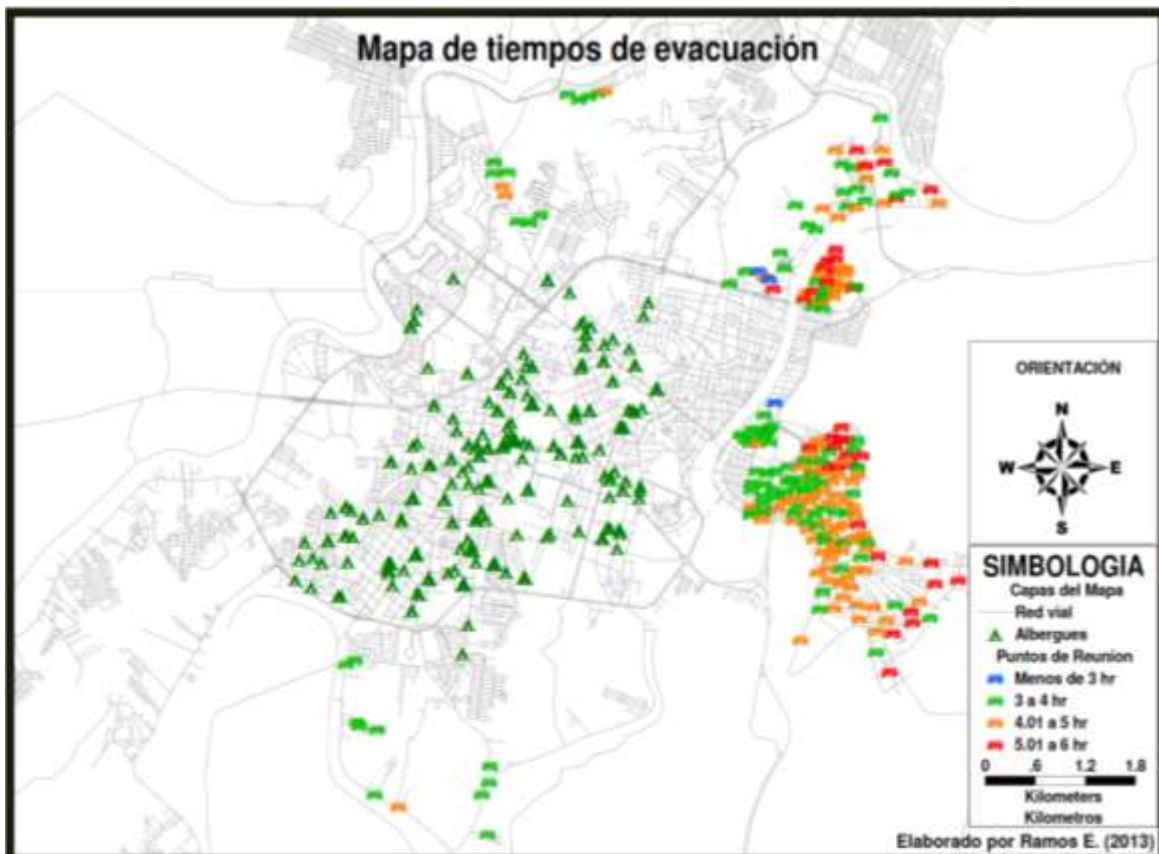 Mapa de tiempos de evacuación
ORIENTACIÓN
N
W
E
S
SIMBOLOGIA
Capas del Mapa
Red vial
Albergues
Puntos de Reunion
Menos de 3 hr
3 a 4 hr
4.01 a 5 hr
5.01 a 6 hr
0 .6 1.2 1.8
Kilometers
Kilometros
Elaborado por Ramos E. (2013)